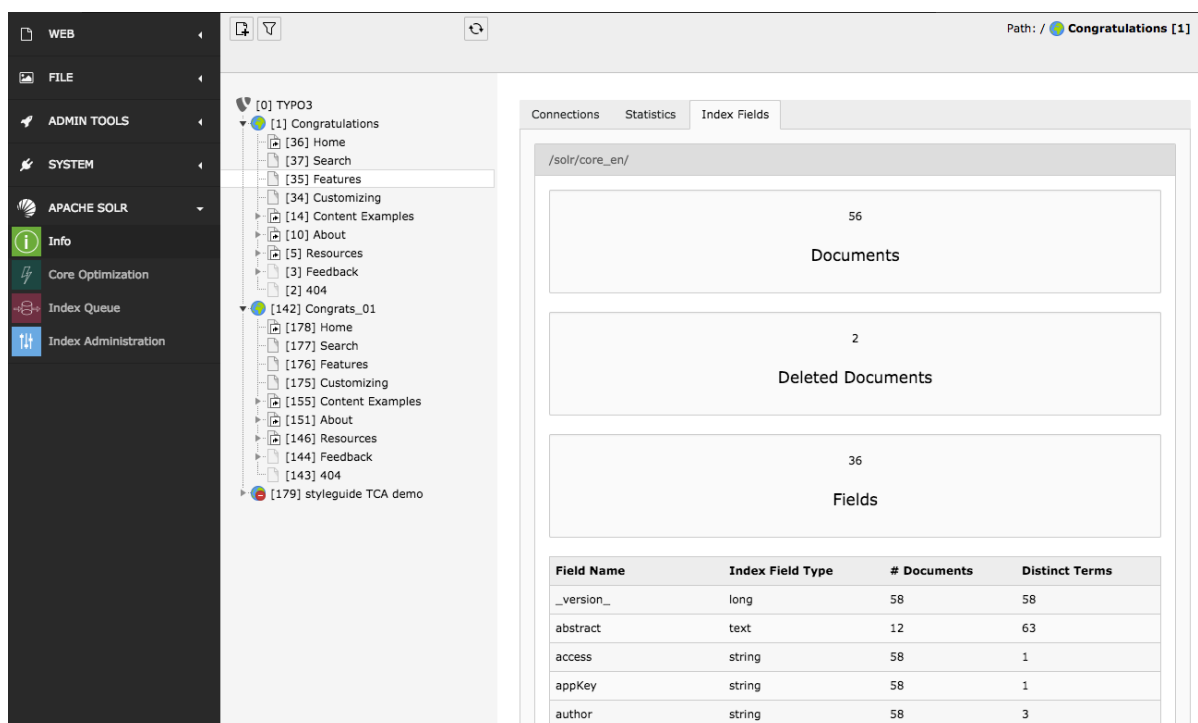 WEB
FILE
ADMIN TOOLS
SYSTEM
APACHE SOLR
Info
Core Optimization
Index Queue
Index Administration
[0] TYPO3
[1] Congratulations
[36] Home
[37] Search
[35] Features
[34] Customizing
[14] Content Examples
[10] About
[5] Resources
[3] Feedback
[2] 404
[142] Congrats_01
[178] Home
[177] Search
[176] Features
[175] Customizing
[155] Content Examples
[151] About
[146] Resources
[144] Feedback
[143] 404
[179] styleguide TCA demo
Path: / Congratulations [1]
Connections Statistics Index Fields
/solr/core_en/
56
Documents
2
Deleted Documents
36
Fields
Field Name Index Field Type # Documents Distinct Terms
_version_ long 58 58
abstract text 12 63
access string 58 1
appKey string 58 1
author string 58 3